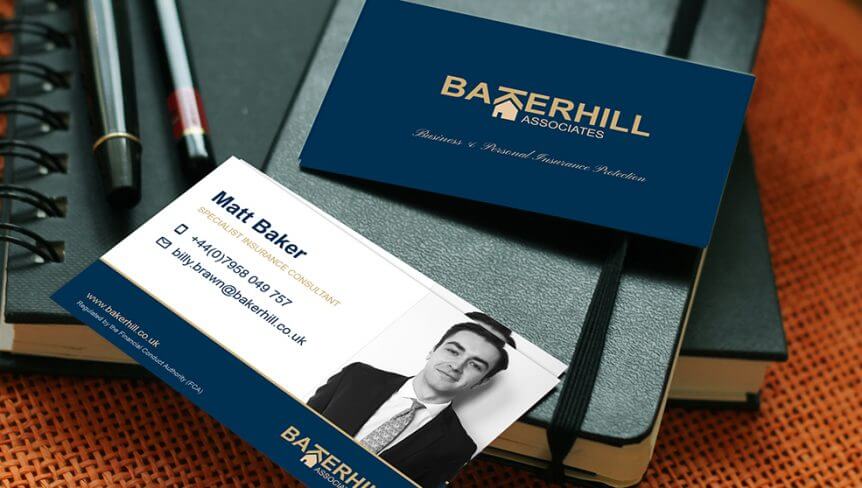 BAKERHILL
ASSOCIATES
Business & Personal Insurance Protection
Matt Baker
SPECIALIST INSURANCE CONSULTANT
+44(0)7958 049 757
billy.brawn@bakerhill.co.uk
www.bakerhill.co.uk
Regulated by the Financial Conduct Authority (FCA)
BAKERHILL
ASSOCIATES